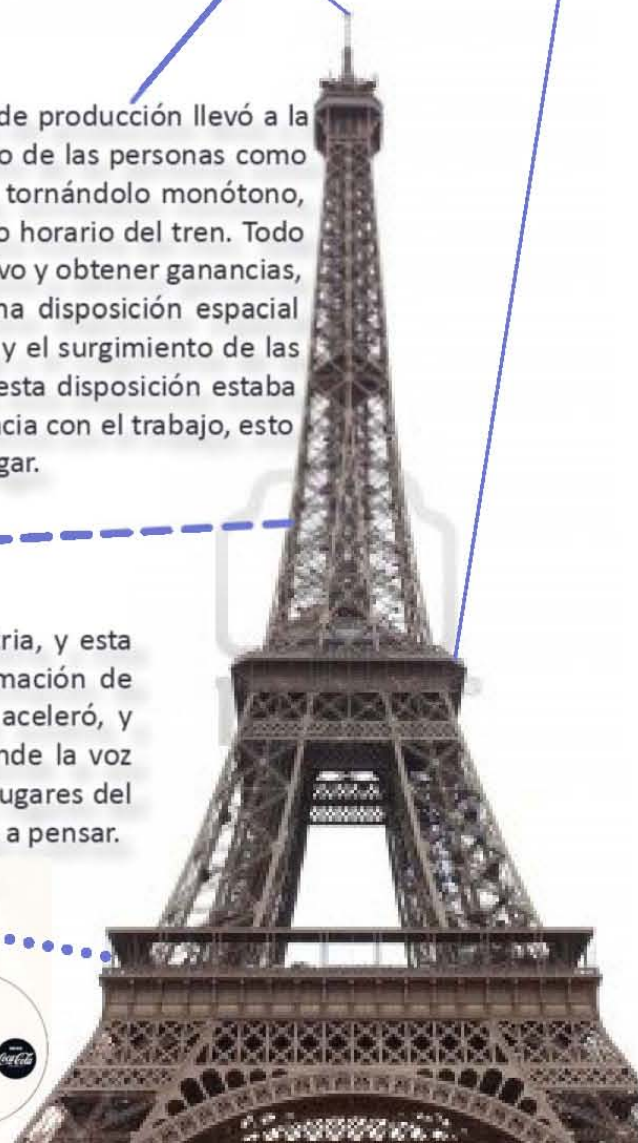 de producción llevó a la
o de las personas como
tornándolo monótono,
o horario del tren. Todo
vo y obtener ganancias,
na disposición espacial
y el surgimiento de las
esta disposición estaba
cia con el trabajo, esto
gar.
ria, y esta
mación de
aceleró, y
nde la voz
ugares del
a pensar.
Coca-Cola